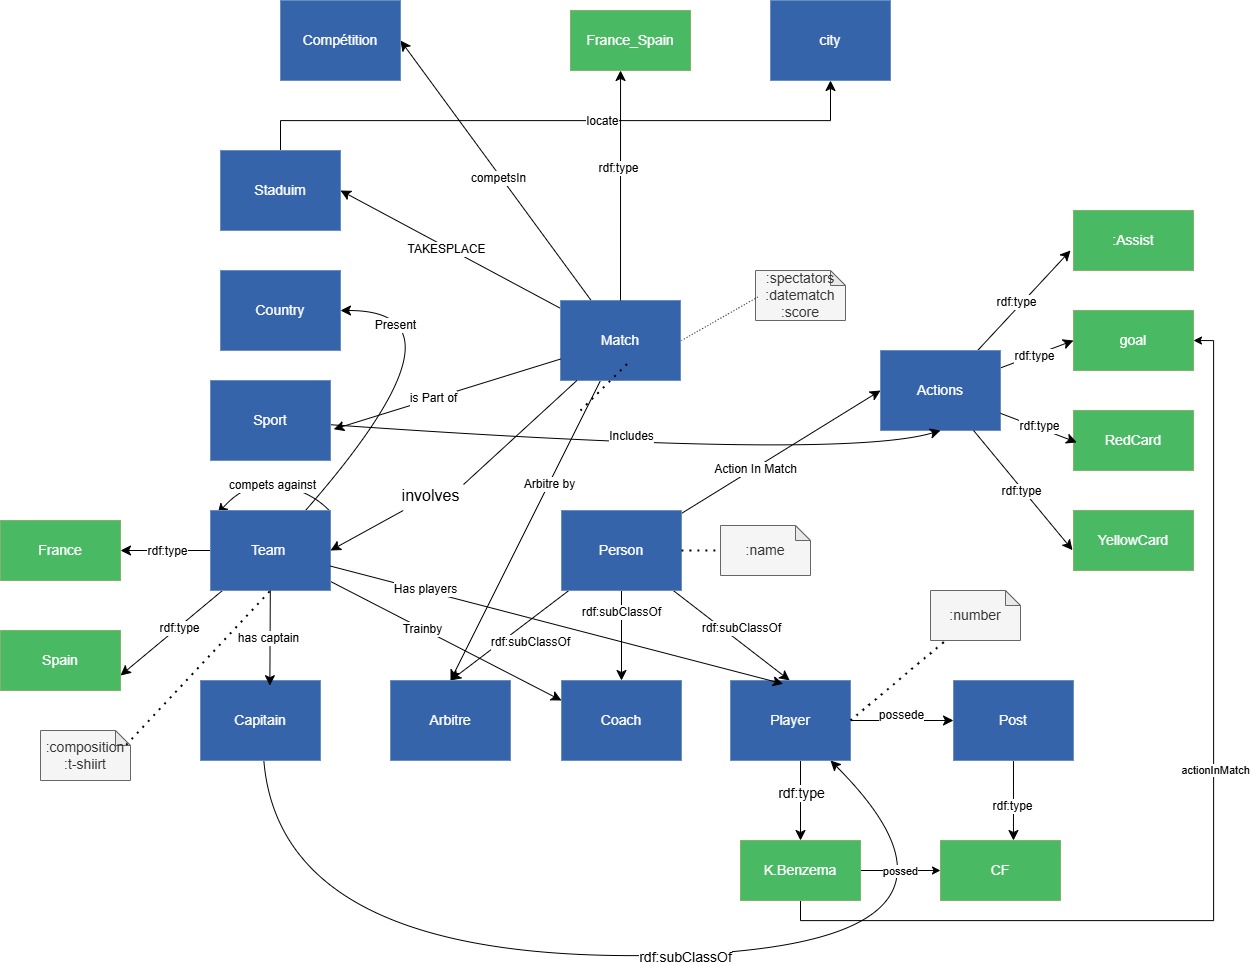 Compétition
France_Spain
city
locate
rdf:type
competsIn
Staduim
TAKESPLACE
:Assist
Country
Present
:spectators
:datematch
:score
rdf:type
Match
goal
rdf:type
Actions
is Part of
Sport
Includes
rdf:type
RedCard
Action In Match
compets against
Arbitre by
involves
rdf:type
YellowCard
France
rdf:type
Team
Person
:name
Has players
rdf:subClassOf
:number
rdf:type
has captain
Trainby
rdf:subClassOf
rdf:subClassOf
Spain
Capitain
Arbitre
Coach
Player
possede
Post
:composition
:t-shiirt
actionInMatch
rdf:type
rdf:type
K.Benzema
possed
CF
rdf:subClassOf